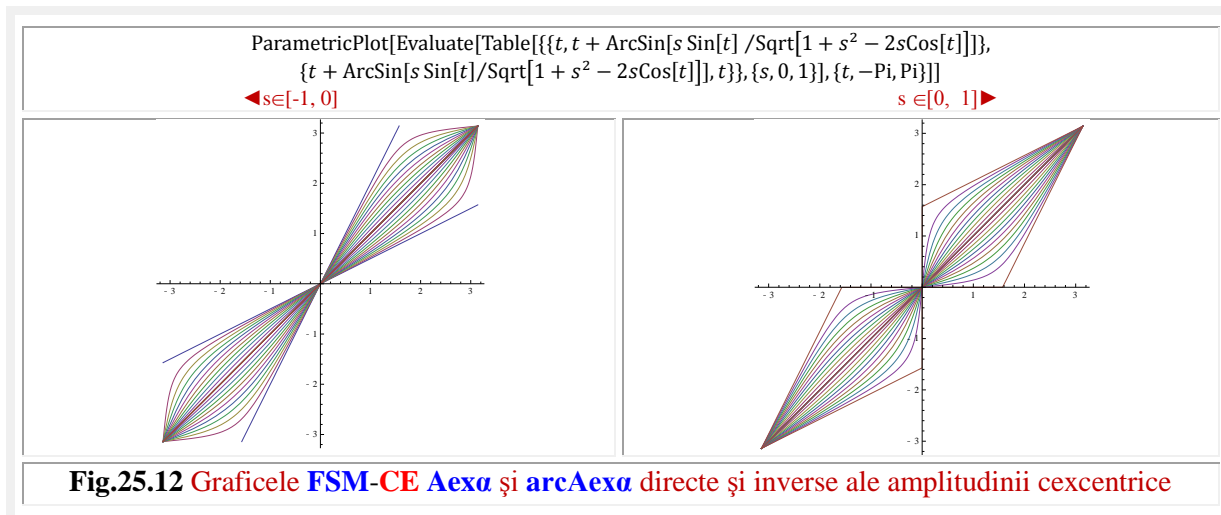 ParametricPlot[Evaluate[Table[{{t, t + ArcSin[s Sin[t] /Sqrt[1 + s² − 2sCos[t]]]},
{t + ArcSin[s Sin[t]/Sqrt[1 + s² − 2sCos[t]]], t}}, {s, 0, 1}], {t, −Pi, Pi}]]
◄s∈[-1, 0] s ∈[0, 1]►
3
2
1
- 3 - 2 - 1 1 2 3
- 1
- 2
- 3
3
2
1
- 3 - 2 - 1 1 2 3
- 1
- 2
- 3
Fig.25.12 Graficele FSM-CE Aexα şi arcAexα directe şi inverse ale amplitudinii cexcentrice